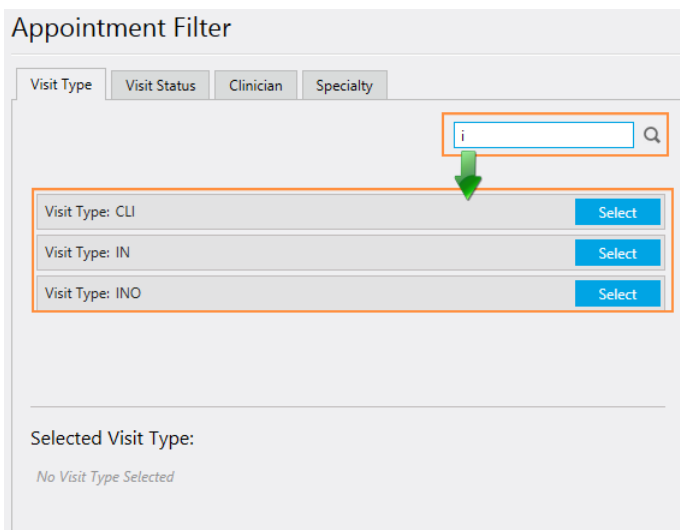 Appointment Filter
Visit Type Visit Status Clinician Specialty
i
Visit Type: CLI Select
Visit Type: IN Select
Visit Type: INO Select
Selected Visit Type:
No Visit Type Selected